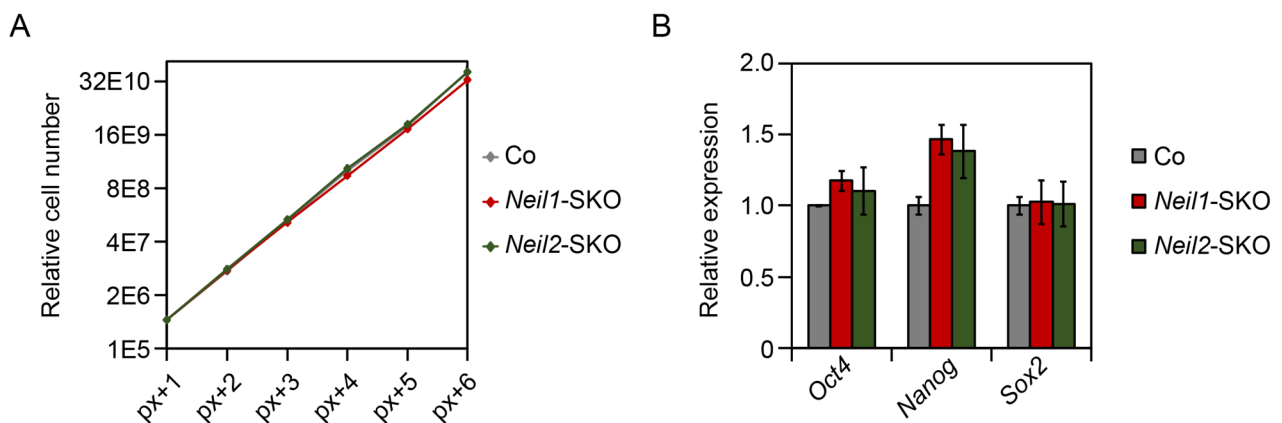 A
Relative cell number
32E10
16E9
8E8
4E7
2E6
1E5
px+1
px+2
px+3
px+4
px+5
px+6
Co
Neil1-SKO
Neil2-SKO
B
Relative expression
2.0
1.5
1.0
0.5
0
Oct4
Nanog
Sox2
Co
Neil1-SKO
Neil2-SKO